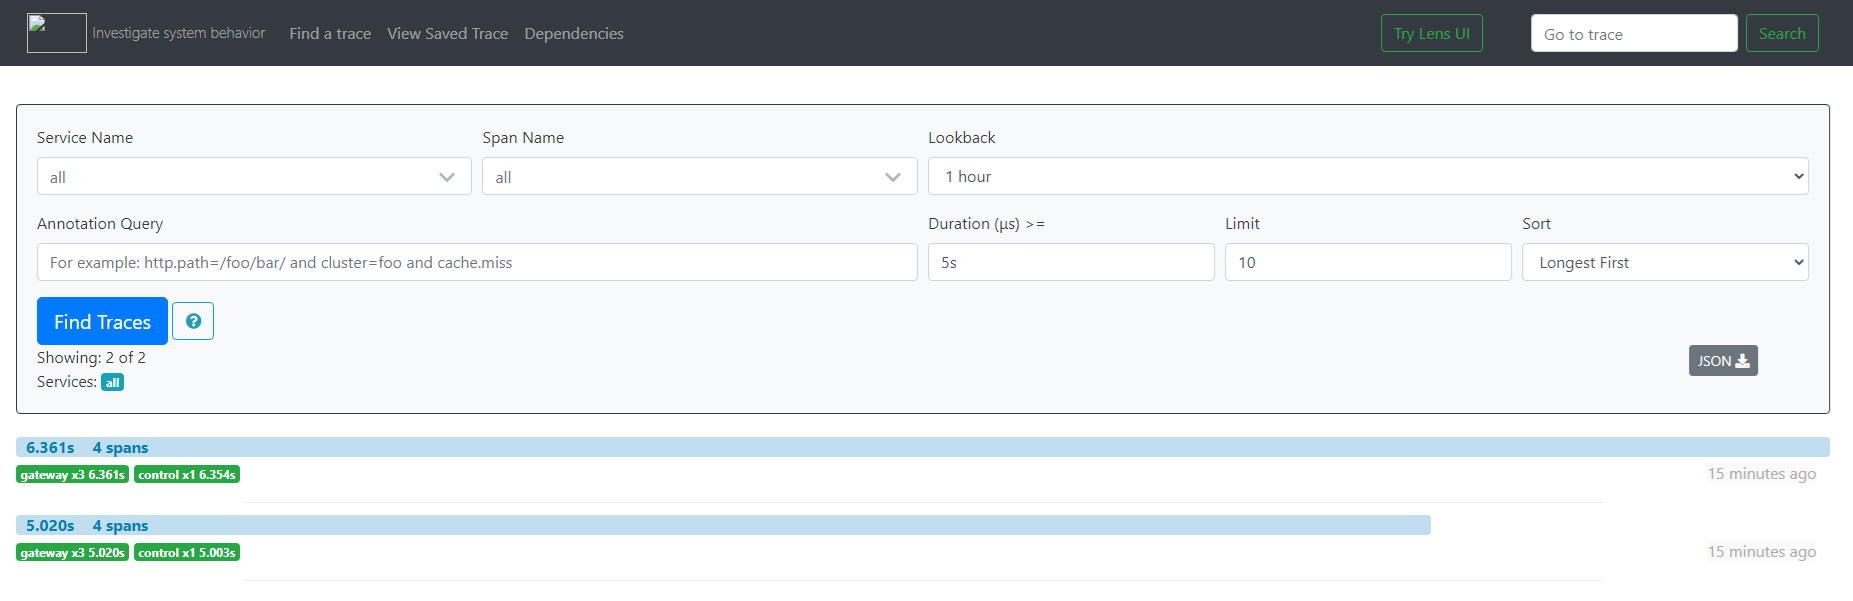 Investigate system behavior Find a trace View Saved Trace Dependencies Try Lens UI Go to trace Search
Service Name Span Name Lookback
all all 1 hour
Annotation Query Duration (μs) >= Limit Sort
For example: http.path=/foo/bar/ and cluster=foo and cache.miss 5s 10 Longest First
Find Traces
Showing: 2 of 2
JSON
Services: all
6.361s 4 spans
gateway x3 6.361s control x1 6.354s 15 minutes ago
5.020s 4 spans
gateway x3 5.020s control x1 5.003s 15 minutes ago